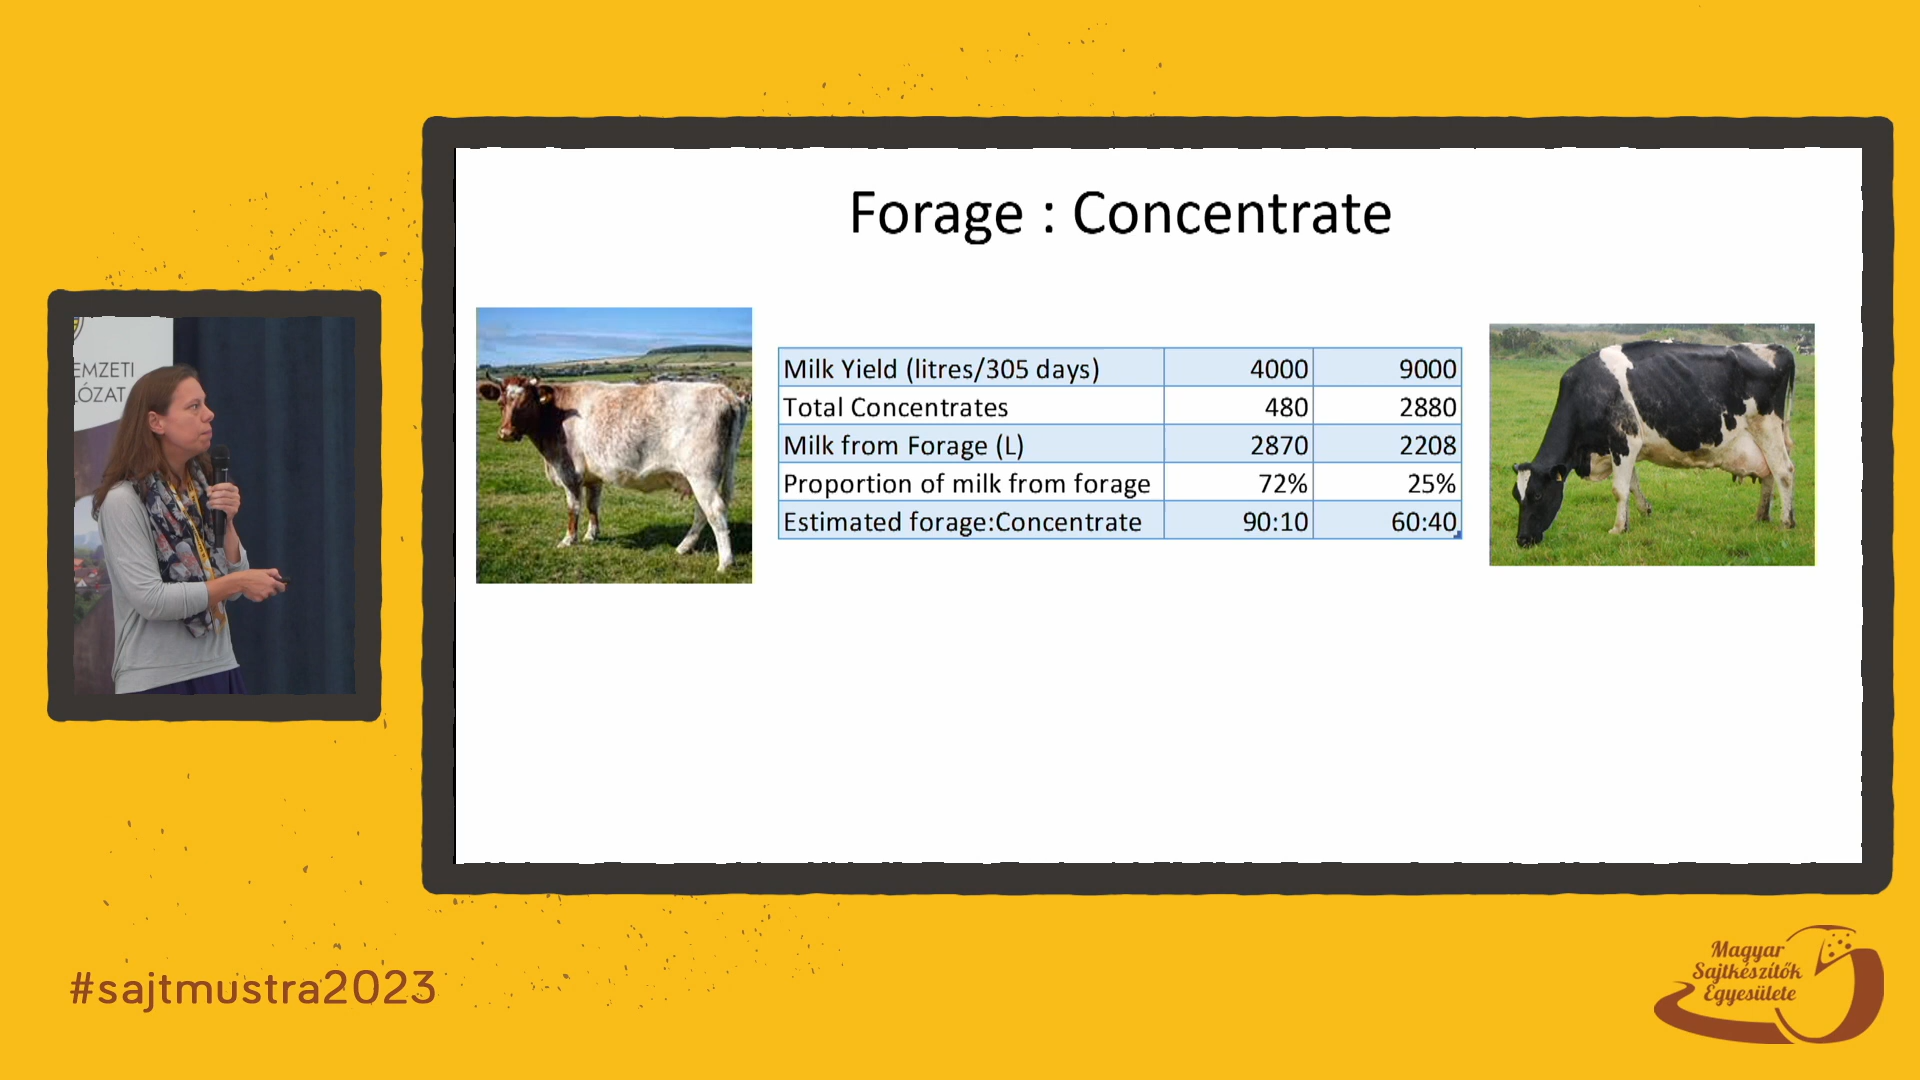 EMZETI
LÓZAT
Forage : Concentrate
Milk Yield (litres/305 days) 4000 9000
Total Concentrates 480 2880
Milk from Forage (L) 2870 2208
Proportion of milk from forage 72% 25%
Estimated forage:Concentrate 90:10 60:40
#sajtmustra2023
Magyar
Sajtkészítők
Egyesülete